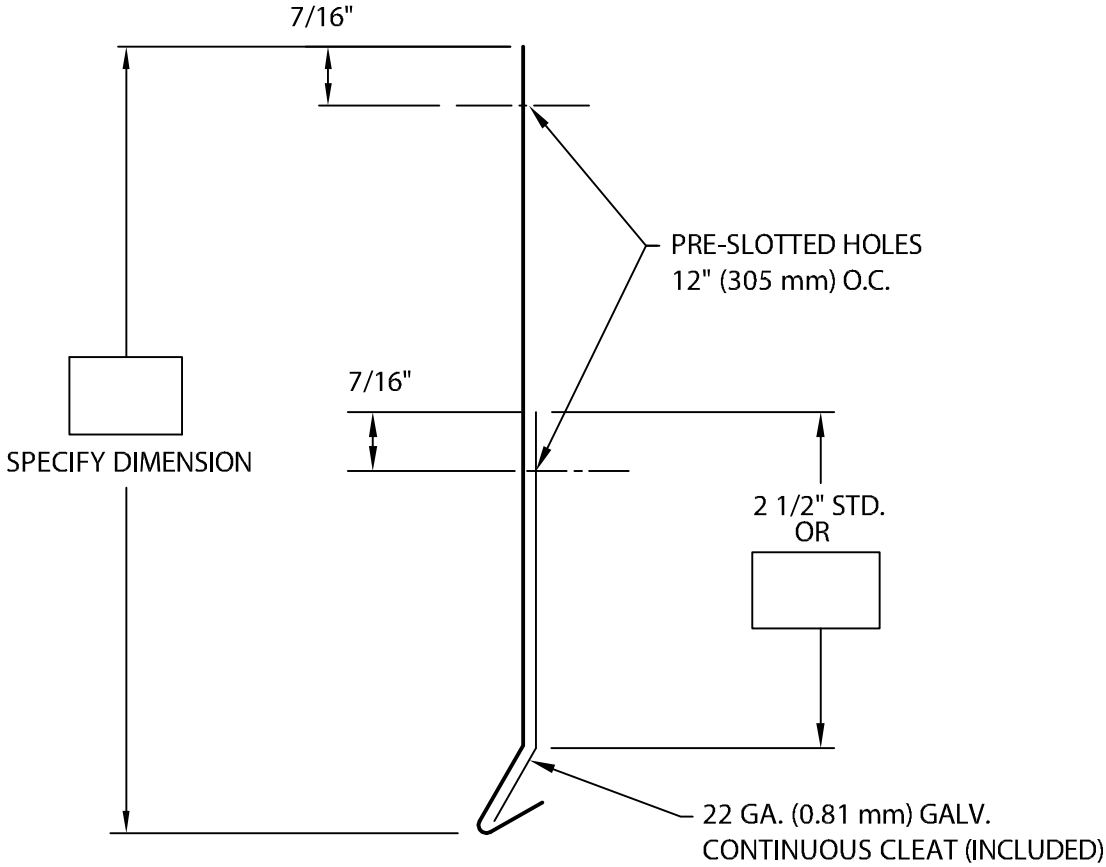 7/16"
PRE-SLOTTED HOLES
12" (305 mm) O.C.
7/16"
SPECIFY DIMENSION
2 1/2" STD.
OR
22 GA. (0.81 mm) GALV.
CONTINUOUS CLEAT (INCLUDED)